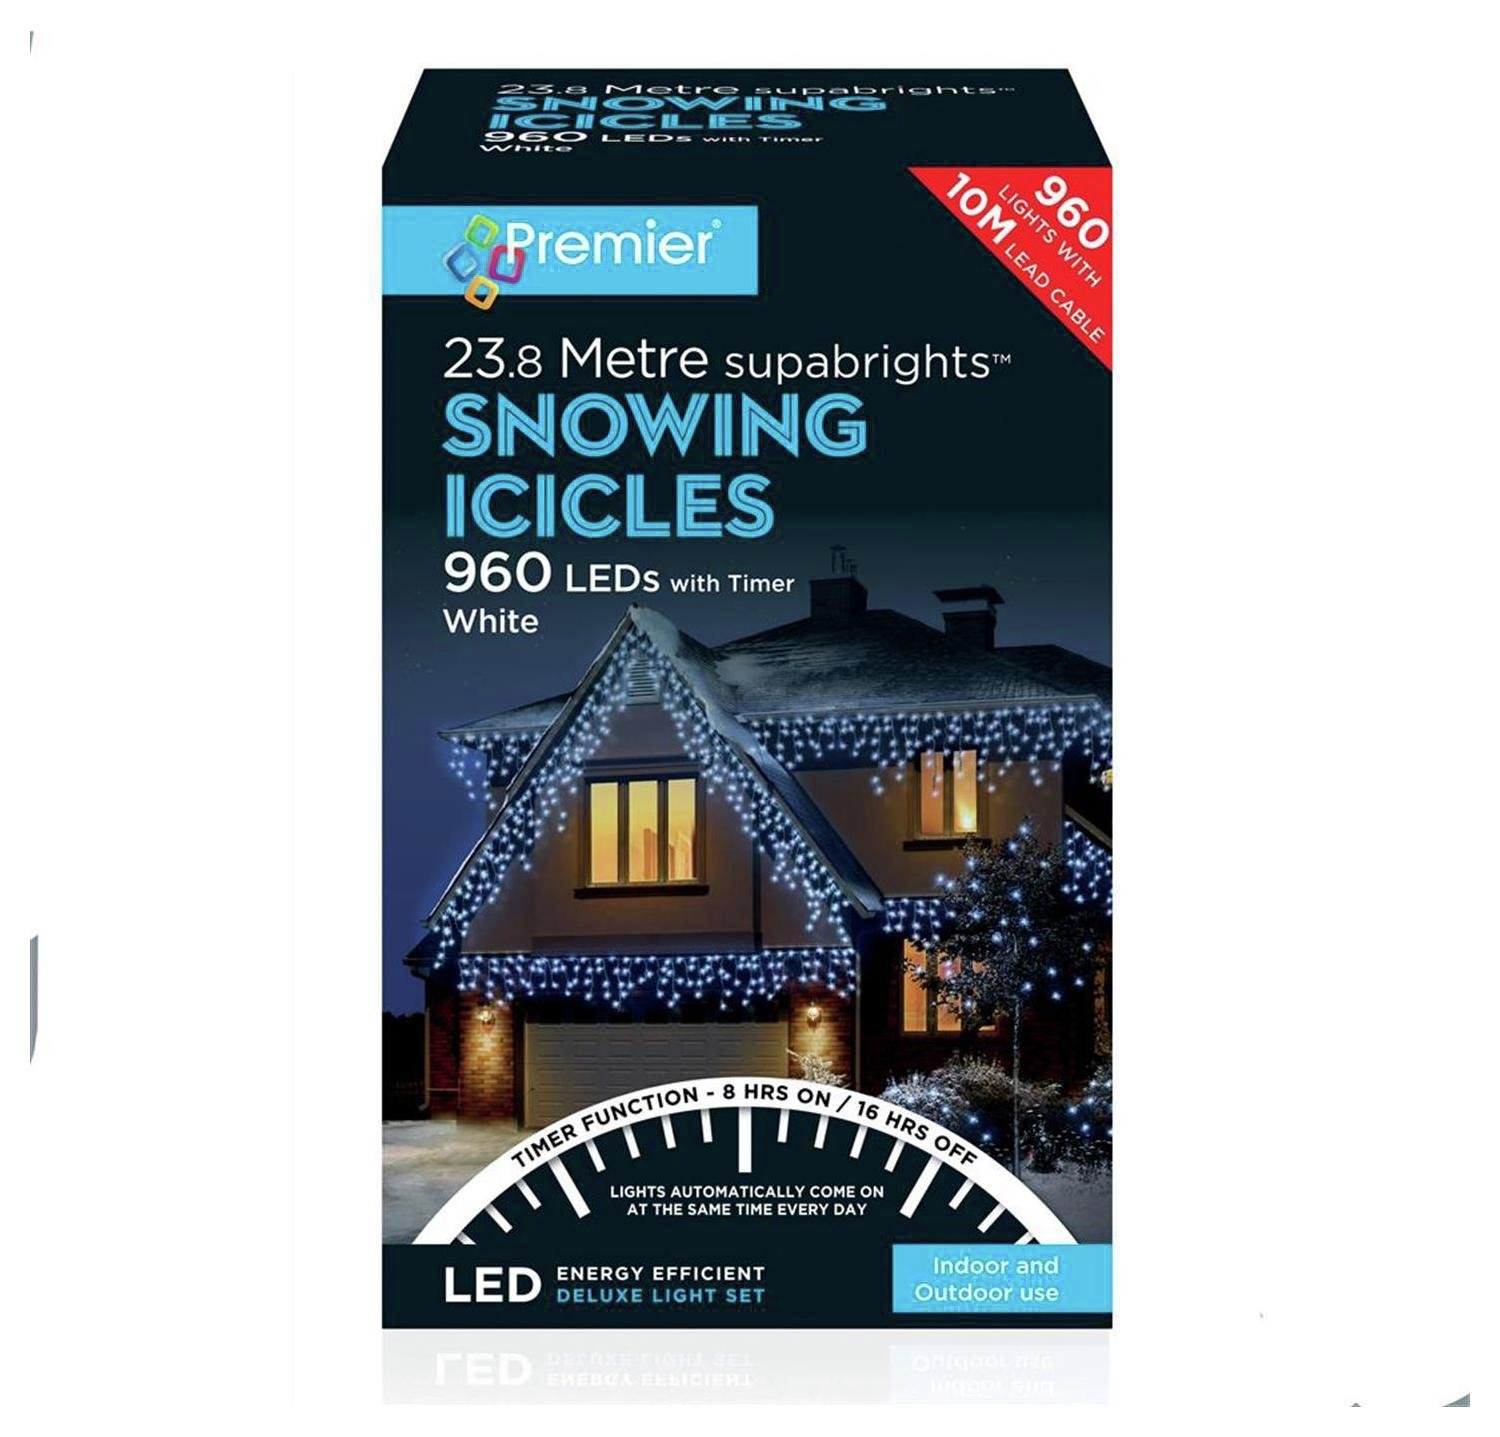 23.8 Metre supabrights™
SNOWING
ICICLES
960 LEDs with Timer
White
960
LIGHTS WITH
10M LEAD CABLE
Premier®
23.8 Metre supabrights™
SNOWING
ICICLES
960 LEDs with Timer
White
TIMER FUNCTION - 8 HRS ON / 16 HRS OFF
LIGHTS AUTOMATICALLY COME ON
AT THE SAME TIME EVERY DAY
LED ENERGY EFFICIENT
DELUXE LIGHT SET
Indoor and
Outdoor use